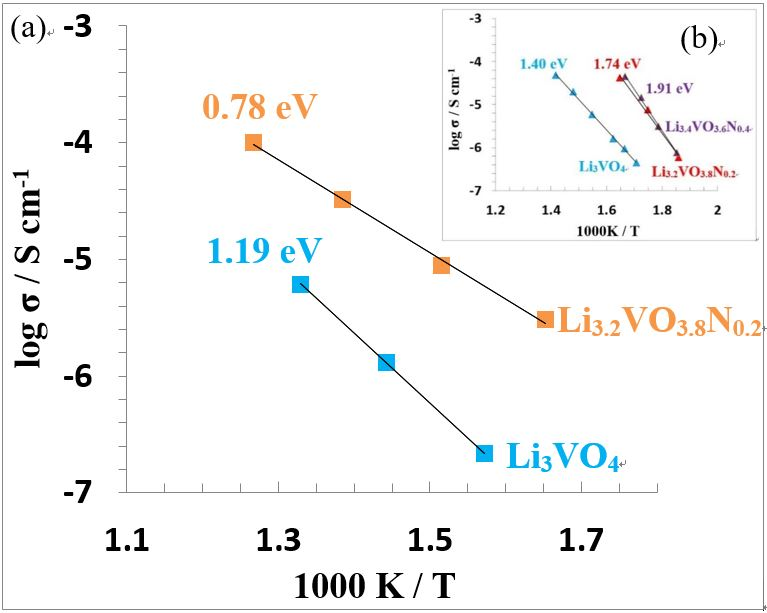 (a)
-3
-4
-5
-6
-7
log σ / S cm⁻¹
0.78 eV
1.19 eV
Li₃.₂VO₃.₈N₀.₂
Li₃VO₄
1.1 1.3 1.5 1.7
1000 K / T
(b)
-3
-4
-5
-6
-7
log σ / S cm⁻¹
1.40 eV
1.74 eV
1.91 eV
Li₃.₄VO₃.₆N₀.₄
Li₃VO₄
Li₃.₂VO₃.₈N₀.₂
1.2 1.4 1.6 1.8 2
1000K / T